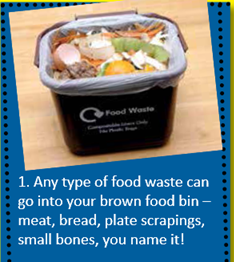 Food Waste
Compostable Liners Only
No Plastic Bags
1. Any type of food waste can
go into your brown food bin –
meat, bread, plate scrapings,
small bones, you name it!